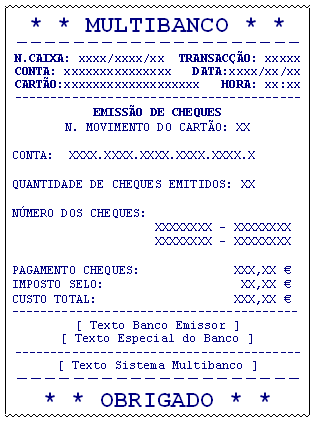 * * MULTIBANCO * *
N.CAIXA: xxxx/xxxx/xx TRANSACÇÃO: xxxxx
CONTA: xxxxxxxxxxxxxxx DATA:xxxx/xx/xx
CARTÃO:xxxxxxxxxxxxxxxxxxx HORA: xx:xx
EMISSÃO DE CHEQUES
N. MOVIMENTO DO CARTÃO: XX
CONTA: XXXX.XXXX.XXXX.XXXX.XXXX.X
QUANTIDADE DE CHEQUES EMITIDOS: XX
NÚMERO DOS CHEQUES:
XXXXXXXX - XXXXXXXX
XXXXXXXX - XXXXXXXX
PAGAMENTO CHEQUES: XXX,XX €
IMPOSTO SELO: XX,XX €
CUSTO TOTAL: XXX,XX €
[ Texto Banco Emissor ]
[ Texto Especial do Banco ]
[ Texto Sistema Multibanco ]
* * OBRIGADO * *